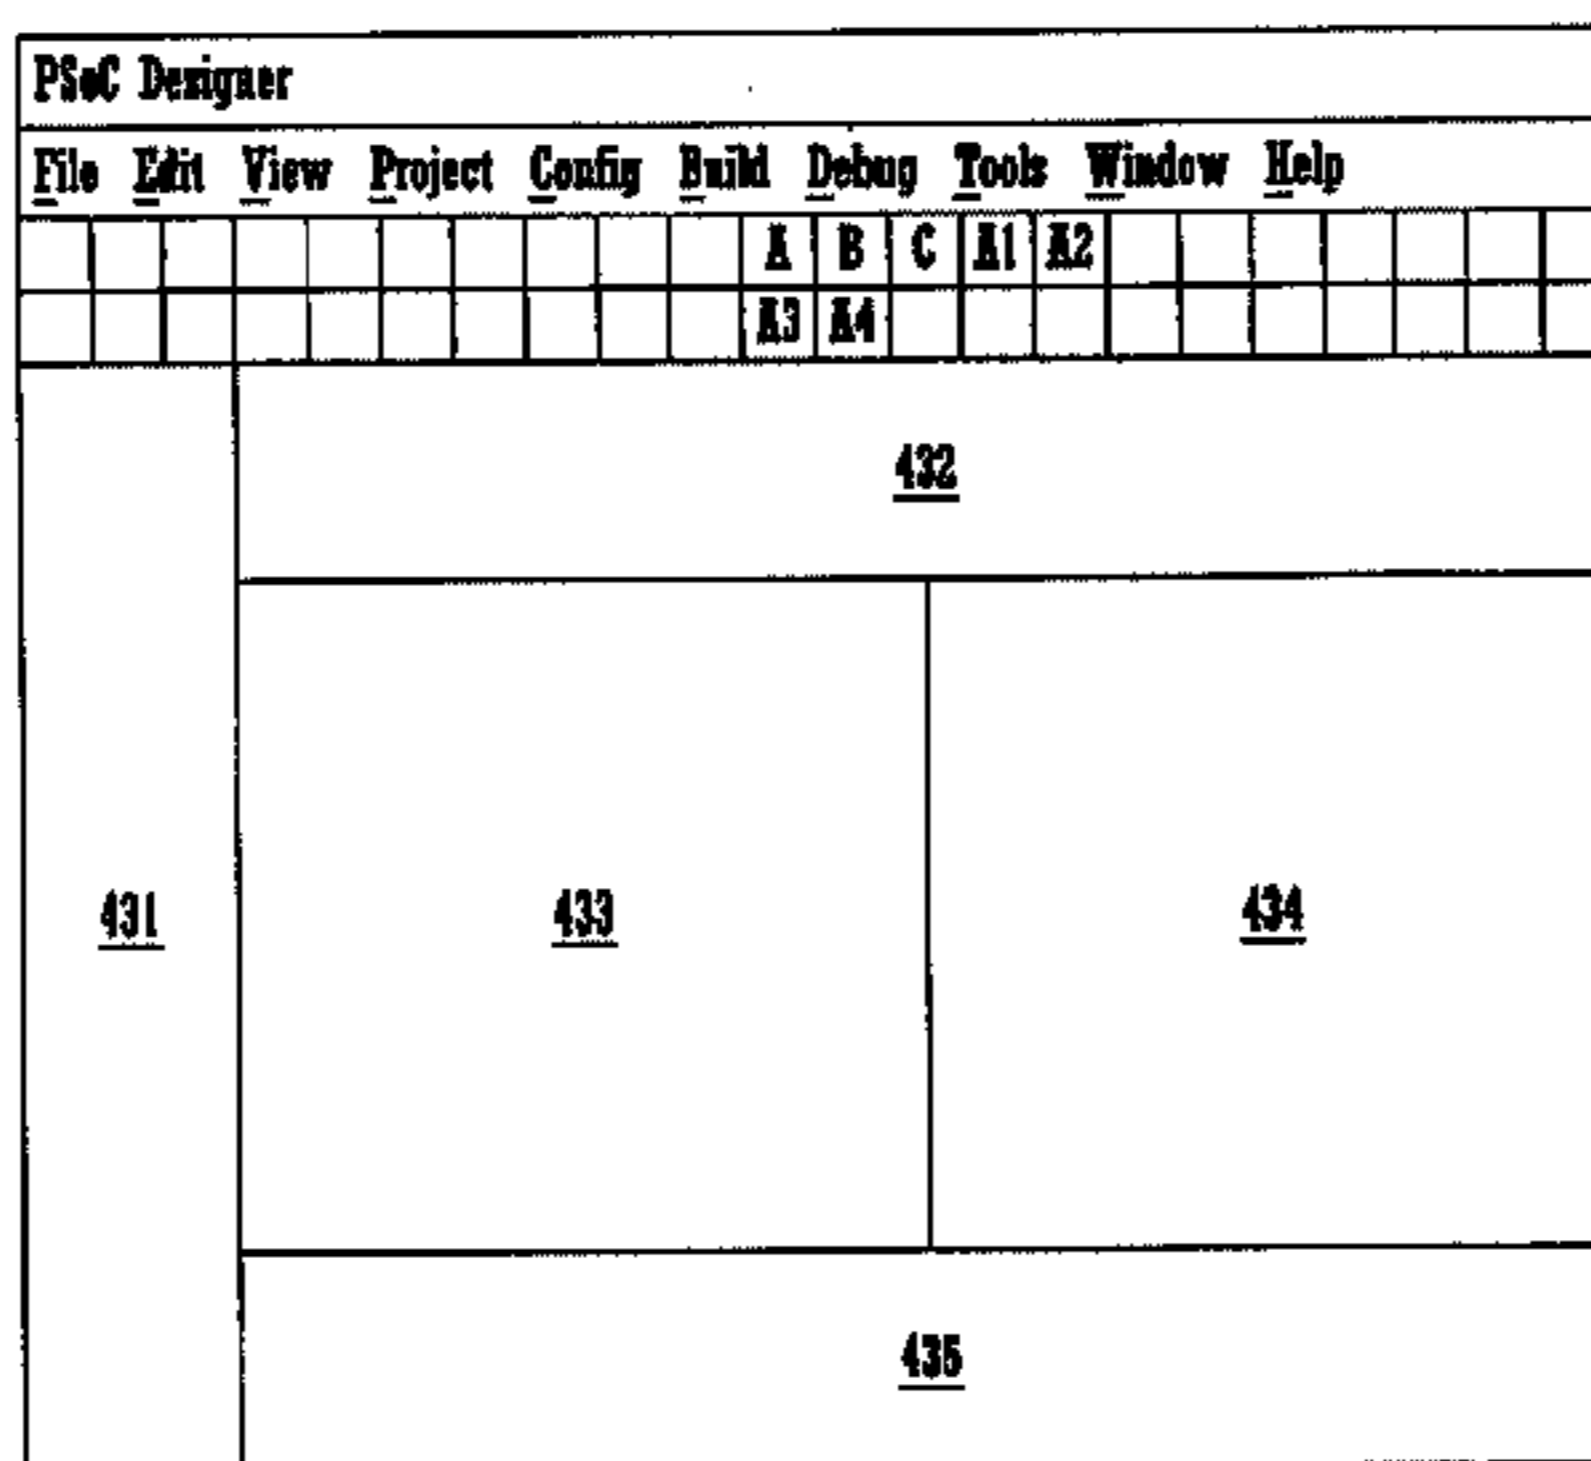 PSoC Designer
File Edit View Project Config Build Debug Tools Window Help
A B C A1 A2
A3 A4
432
431 433 434
435